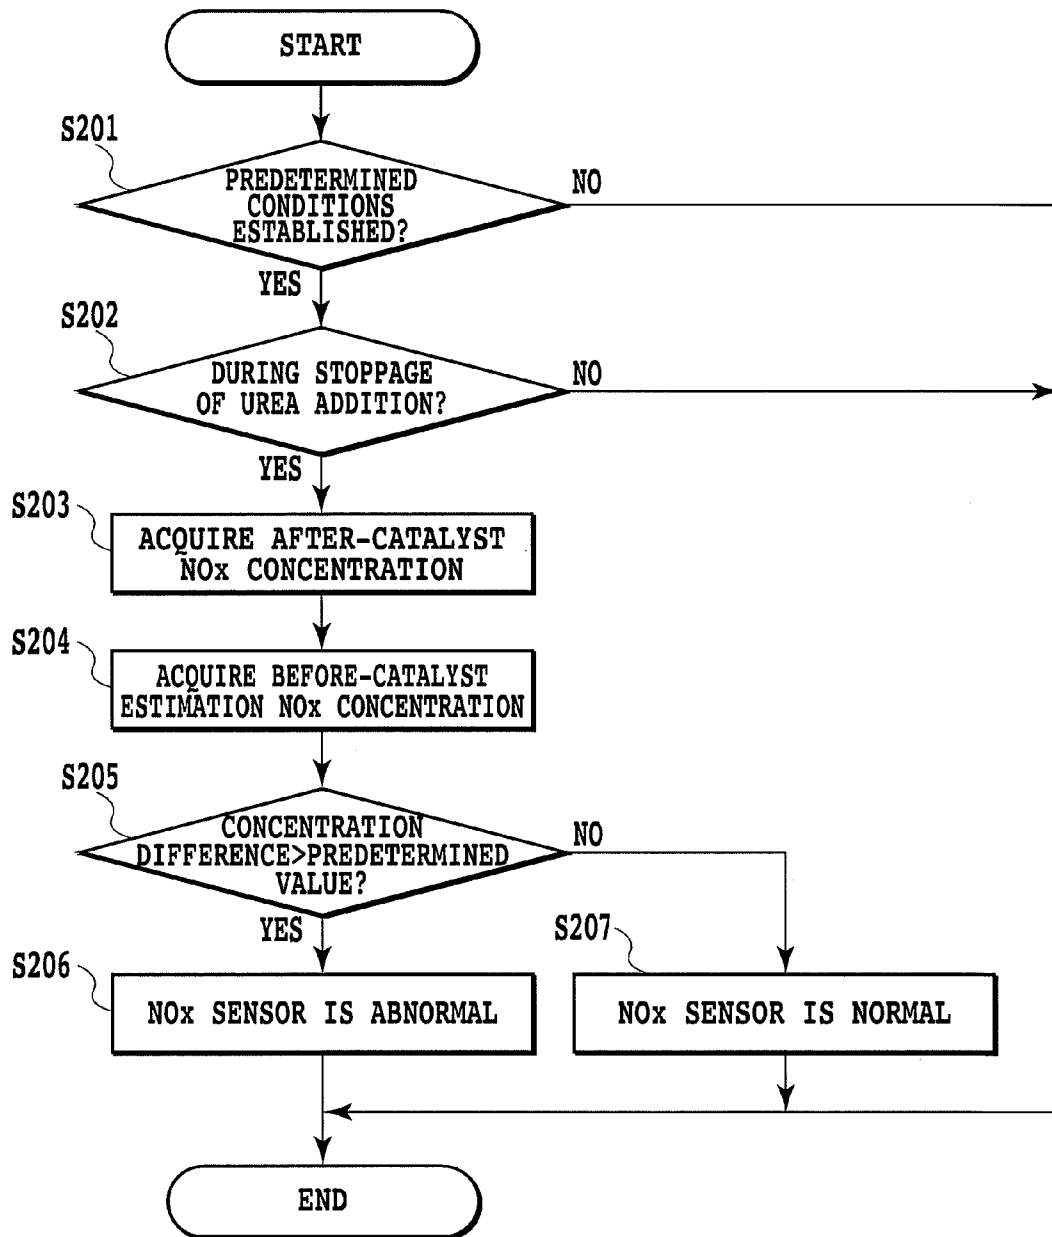 START
S201
PREDETERMINED
CONDITIONS
ESTABLISHED?
NO
YES
S202
DURING STOPPAGE
OF UREA ADDITION?
NO
YES
S203
ACQUIRE AFTER-CATALYST
NOx CONCENTRATION
S204
ACQUIRE BEFORE-CATALYST
ESTIMATION NOx CONCENTRATION
S205
CONCENTRATION
DIFFERENCE>PREDETERMINED
VALUE?
NO
YES
S206
NOx SENSOR IS ABNORMAL
S207
NOx SENSOR IS NORMAL
END